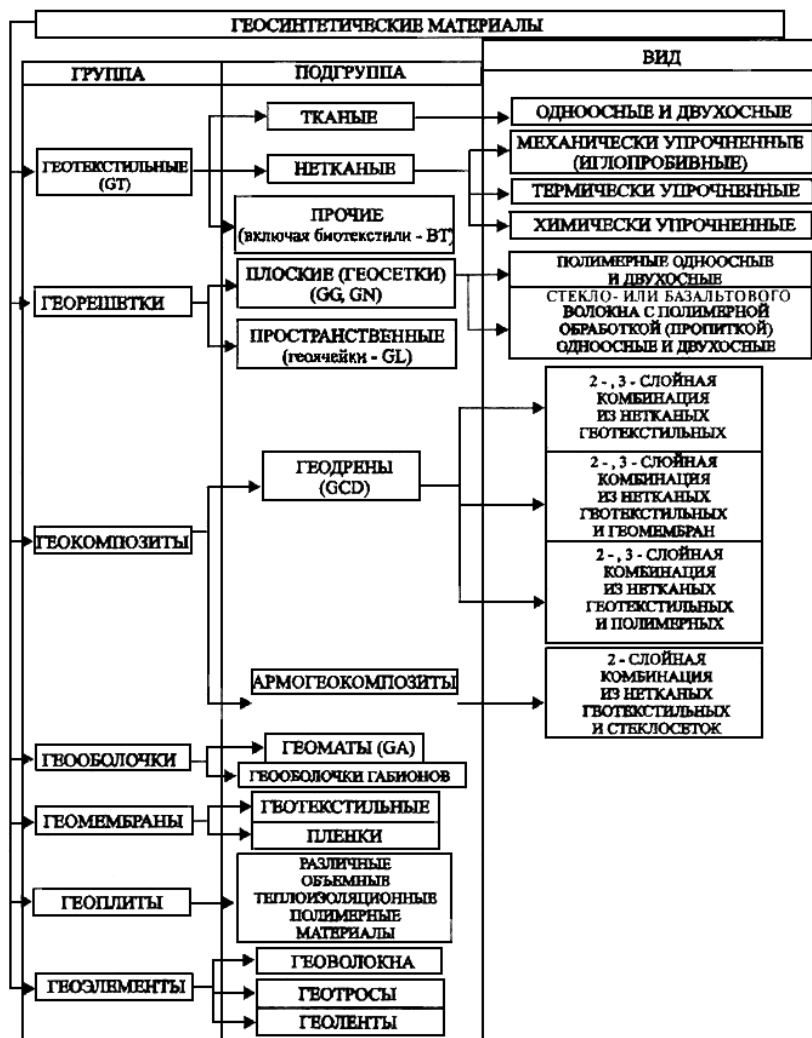 ГЕОСИНТЕТИЧЕСКИЕ МАТЕРИАЛЫ
ГРУППА
ПОДГРУППА
ВИД
ГЕОТЕКСТИЛЬНЫЕ
(GT)
ТКАНЫЕ
ОДНООСНЫЕ И ДВУХОСНЫЕ
НЕТКАНЫЕ
МЕХАНИЧЕСКИ УПРОЧНЕННЫЕ
(ИГЛОПРОБИВНЫЕ)
ТЕРМИЧЕСКИ УПРОЧНЕННЫЕ
ХИМИЧЕСКИ УПРОЧНЕННЫЕ
ПРОЧИЕ
(включая биотекстили - BT)
ГЕОРЕШЕТКИ
ПЛОСКИЕ (ГЕОСЕТКИ)
(GG, GN)
ПОЛИМЕРНЫЕ ОДНООСНЫЕ
И ДВУХОСНЫЕ
СТЕКЛО- ИЛИ БАЗАЛЬТОВОГО
ВОЛОКНА С ПОЛИМЕРНОЙ
ОБРАБОТКОЙ (ПРОПИТКОЙ)
ОДНООСНЫЕ И ДВУХОСНЫЕ
ПРОСТРАНСТВЕННЫЕ
(геоячейки - GL)
ГЕОКОМПОЗИТЫ
ГЕОДРЕНЫ
(GCD)
2 -, 3 - СЛОЙНАЯ
КОМБИНАЦИЯ
ИЗ НЕТКАНЫХ
ГЕОТЕКСТИЛЬНЫХ
2 -, 3 - СЛОЙНАЯ
КОМБИНАЦИЯ
ИЗ НЕТКАНЫХ
ГЕОТЕКСТИЛЬНЫХ
И ГЕОМЕМБРАН
2 -, 3 - СЛОЙНАЯ
КОМБИНАЦИЯ
ИЗ НЕТКАНЫХ
ГЕОТЕКСТИЛЬНЫХ
И ПОЛИМЕРНЫХ
АРМОГЕОКОМПОЗИТЫ
2 - СЛОЙНАЯ
КОМБИНАЦИЯ
ИЗ НЕТКАНЫХ
ГЕОТЕКСТИЛЬНЫХ
И СТЕКЛОСЕТОК
ГЕООБОЛОЧКИ
ГЕОМАТЫ (GA)
ГЕООБОЛОЧКИ ГАБИОНОВ
ГЕОМЕМБРАНЫ
ГЕОТЕКСТИЛЬНЫЕ
ПЛЕНКИ
ГЕОПЛИТЫ
РАЗЛИЧНЫЕ
ОБЪЕМНЫЕ
ТЕПЛОИЗОЛЯЦИОННЫЕ
ПОЛИМЕРНЫЕ
МАТЕРИАЛЫ
ГЕОЭЛЕМЕНТЫ
ГЕОВОЛОКНА
ГЕОТРОСЫ
ГЕОЛЕНТЫ